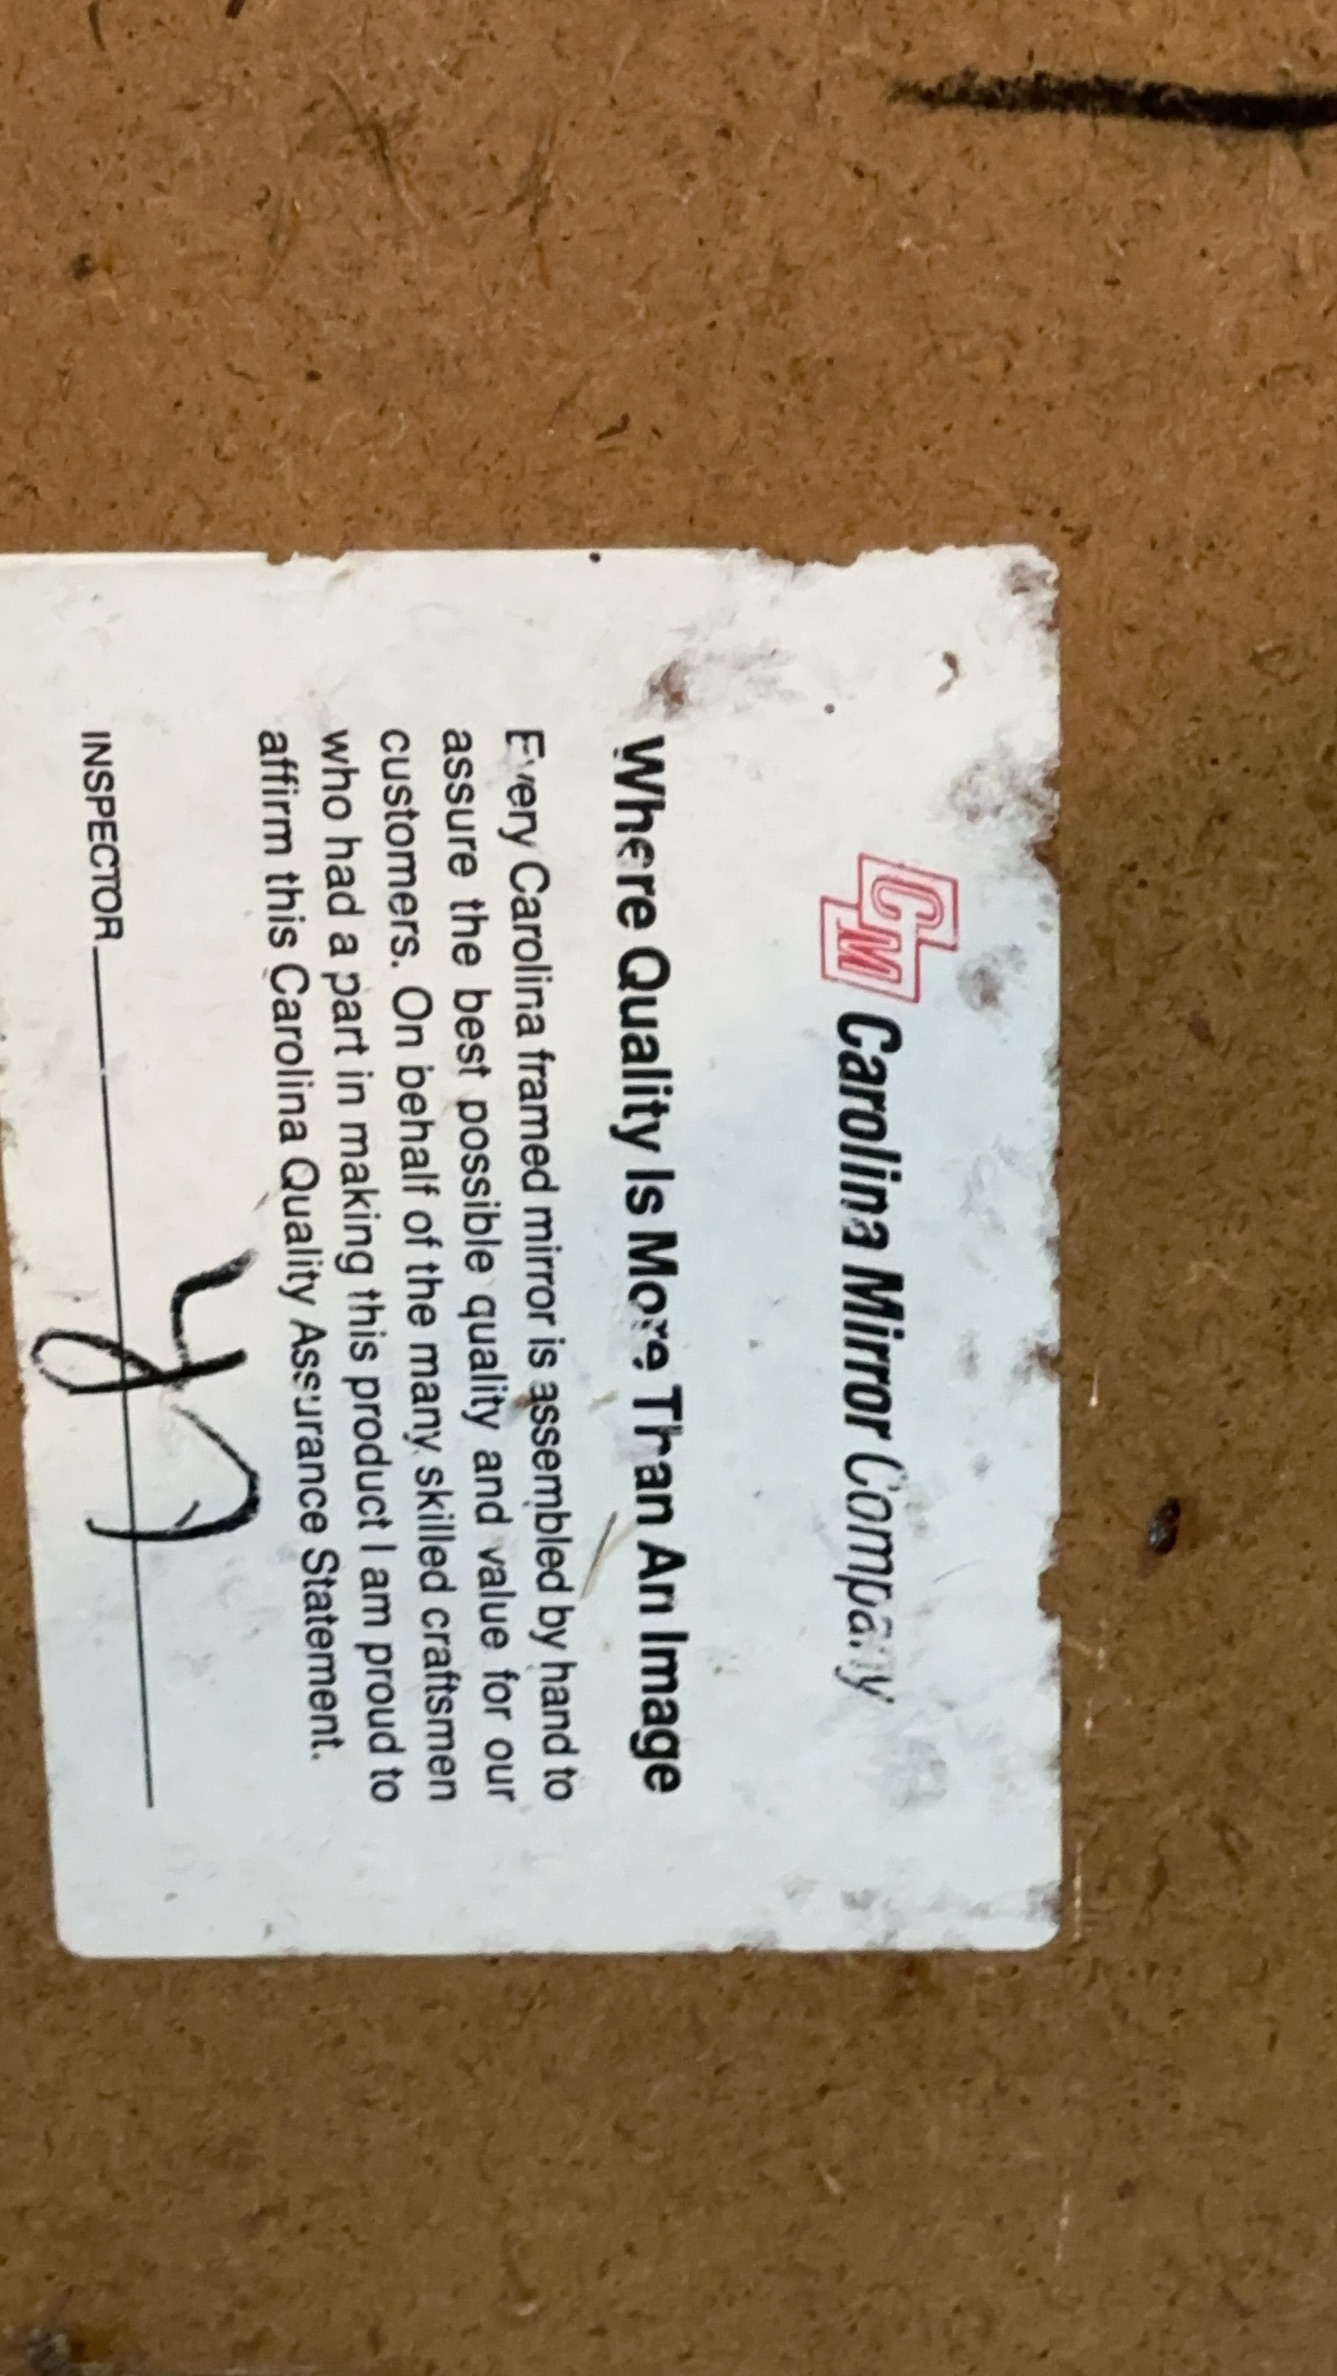 CM Carolina Mirror Company
Where Quality Is More Than An Image
Every Carolina framed mirror is assembled by hand to
assure the best possible quality and value for our
customers. On behalf of the many skilled craftsmen
who had a part in making this product I am proud to
affirm this Carolina Quality Assurance Statement.
INSPECTOR